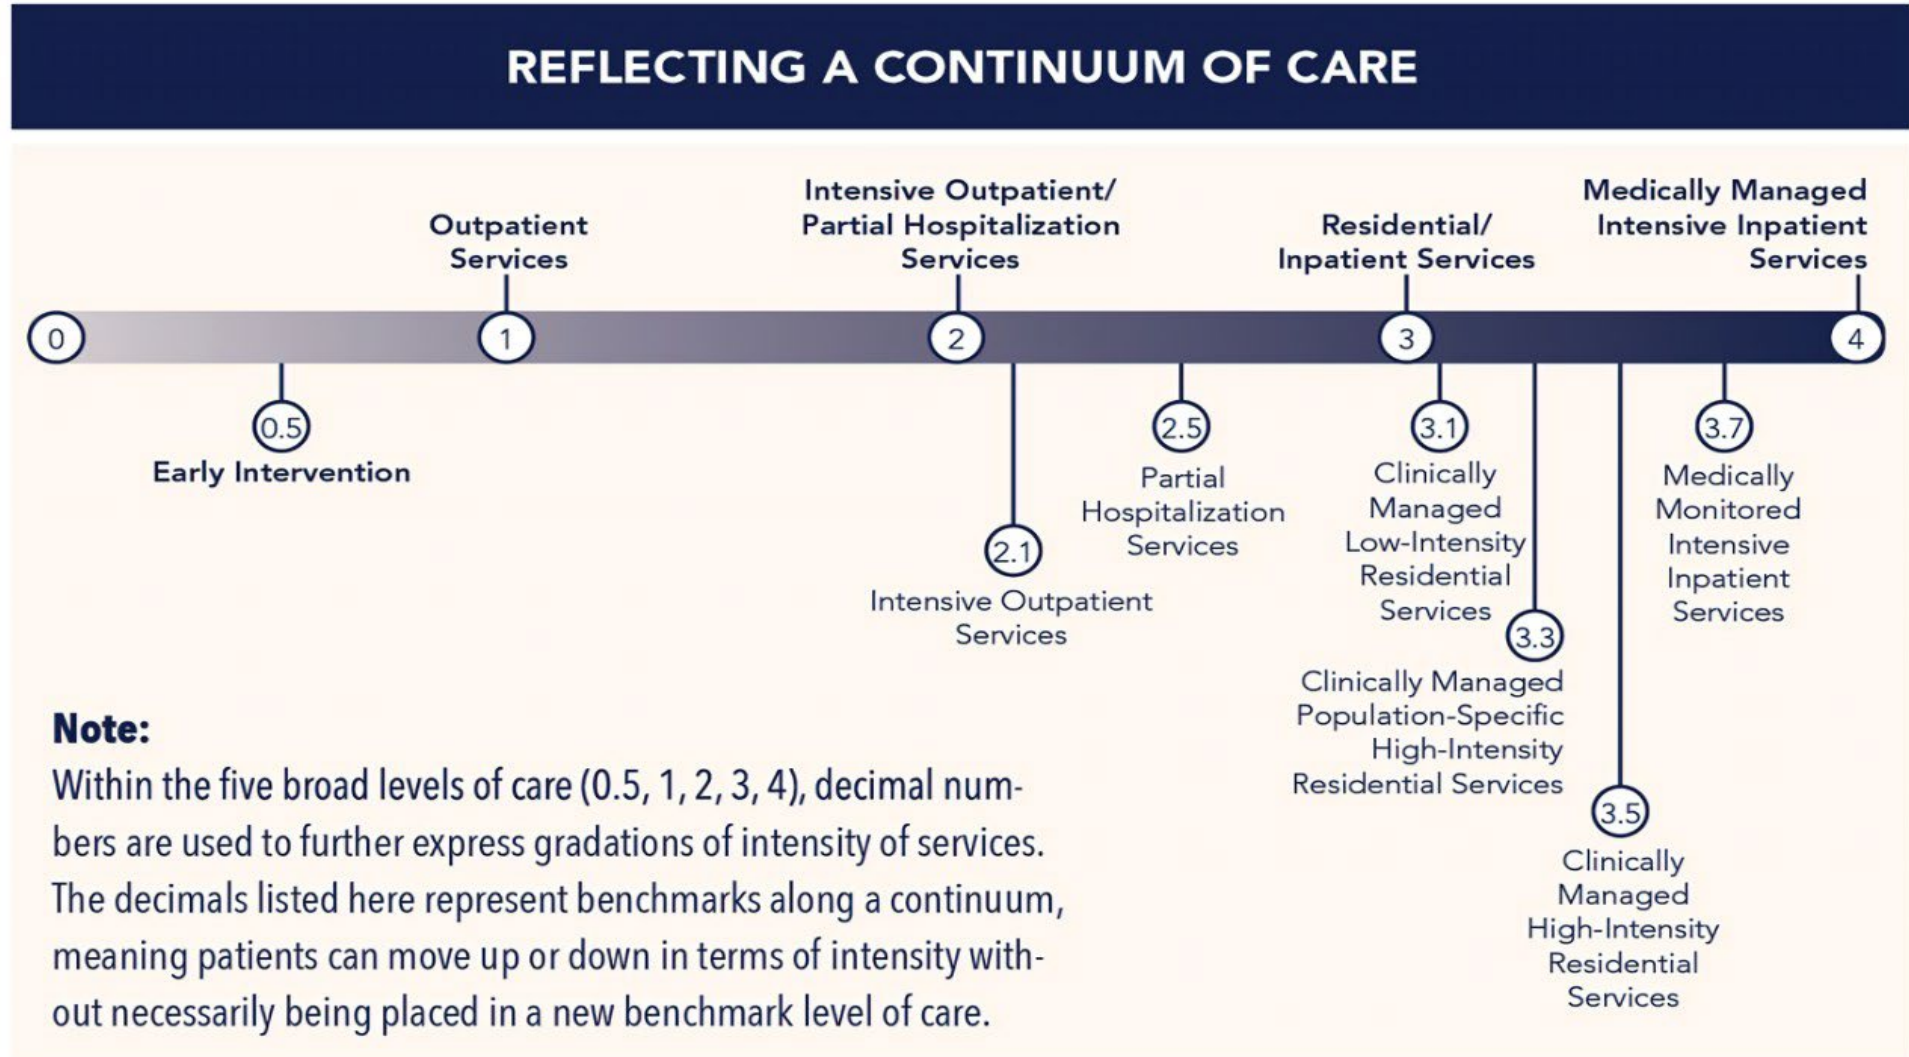 REFLECTING A CONTINUUM OF CARE
Outpatient
Services
Intensive Outpatient/
Partial Hospitalization
Services
Residential/
Inpatient Services
Medically Managed
Intensive Inpatient
Services
0
1
2
3
4
0.5
Early Intervention
2.1
Intensive Outpatient
Services
2.5
Partial
Hospitalization
Services
3.1
Clinically
Managed
Low-Intensity
Residential
Services
3.3
Clinically Managed
Population-Specific
High-Intensity
Residential Services
3.5
Clinically
Managed
High-Intensity
Residential
Services
3.7
Medically
Monitored
Intensive
Inpatient
Services
Note:
Within the five broad levels of care (0.5, 1, 2, 3, 4), decimal num-
bers are used to further express gradations of intensity of services.
The decimals listed here represent benchmarks along a continuum,
meaning patients can move up or down in terms of intensity with-
out necessarily being placed in a new benchmark level of care.